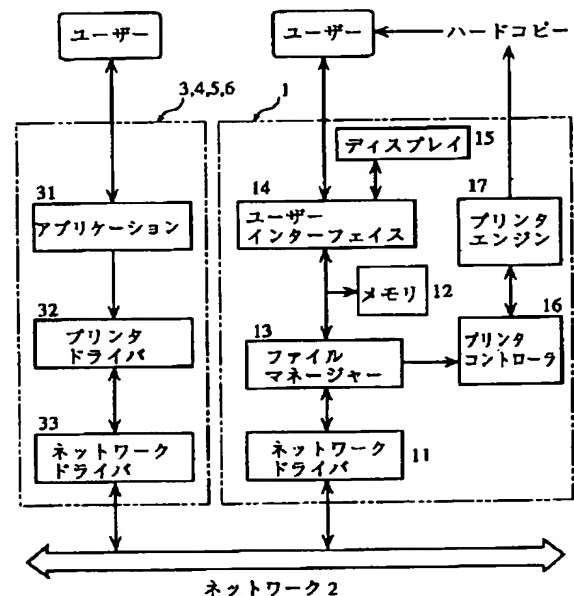 ユーザー
ユーザー
ハードコピー
3,4,5,6
1
ディスプレイ
15
31
アプリケーション
14
ユーザー
インターフェイス
17
プリンタ
エンジン
メモリ
12
32
プリンタ
ドライバ
13
ファイル
マネージャー
16
プリンタ
コントローラ
33
ネットワーク
ドライバ
ネットワーク
ドライバ
11
ネットワーク2